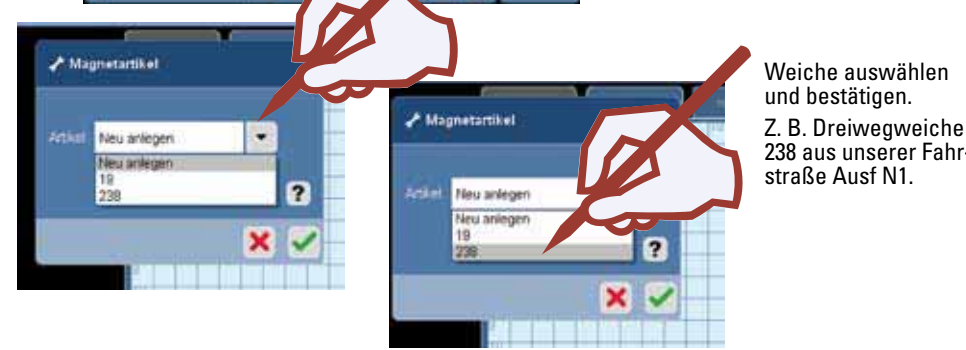 Magnetartikel
Artikel Neu anlegen
Neu anlegen
19
238
?
Magnetartikel
Artikel Neu anlegen
Neu anlegen
19
238
?
Weiche auswählen
und bestätigen.
Z. B. Dreiwegweiche
238 aus unserer Fahr-
straße Ausf N1.